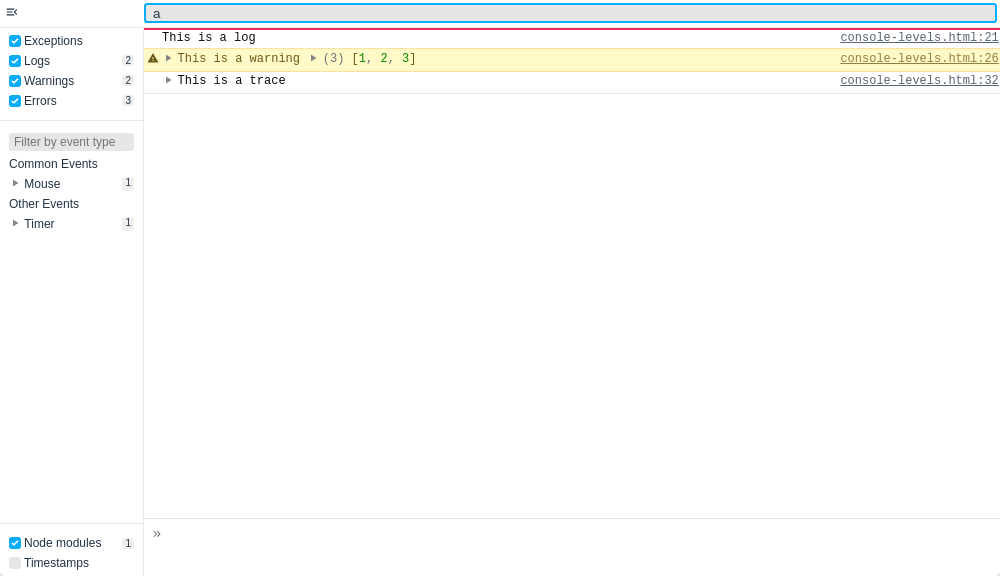 a
Exceptions
Logs 2
Warnings 2
Errors 3
Filter by event type
Common Events
Mouse 1
Other Events
Timer 1
Node modules 1
Timestamps
This is a log console-levels.html:21
This is a warning (3) [1, 2, 3] console-levels.html:26
This is a trace console-levels.html:32
»